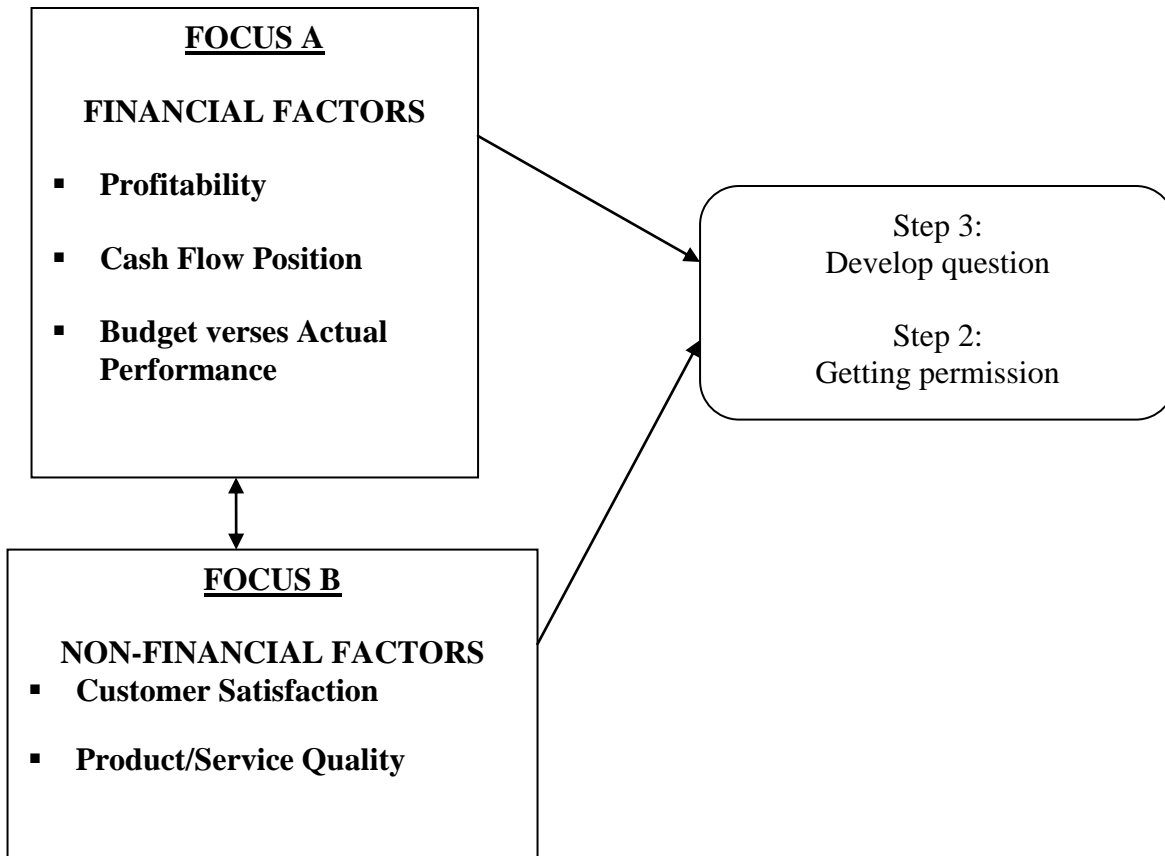 FOCUS A
FINANCIAL FACTORS
▪ Profitability
▪ Cash Flow Position
▪ Budget verses Actual
Performance
Step 3:
Develop question
Step 2:
Getting permission
FOCUS B
NON-FINANCIAL FACTORS
▪ Customer Satisfaction
▪ Product/Service Quality